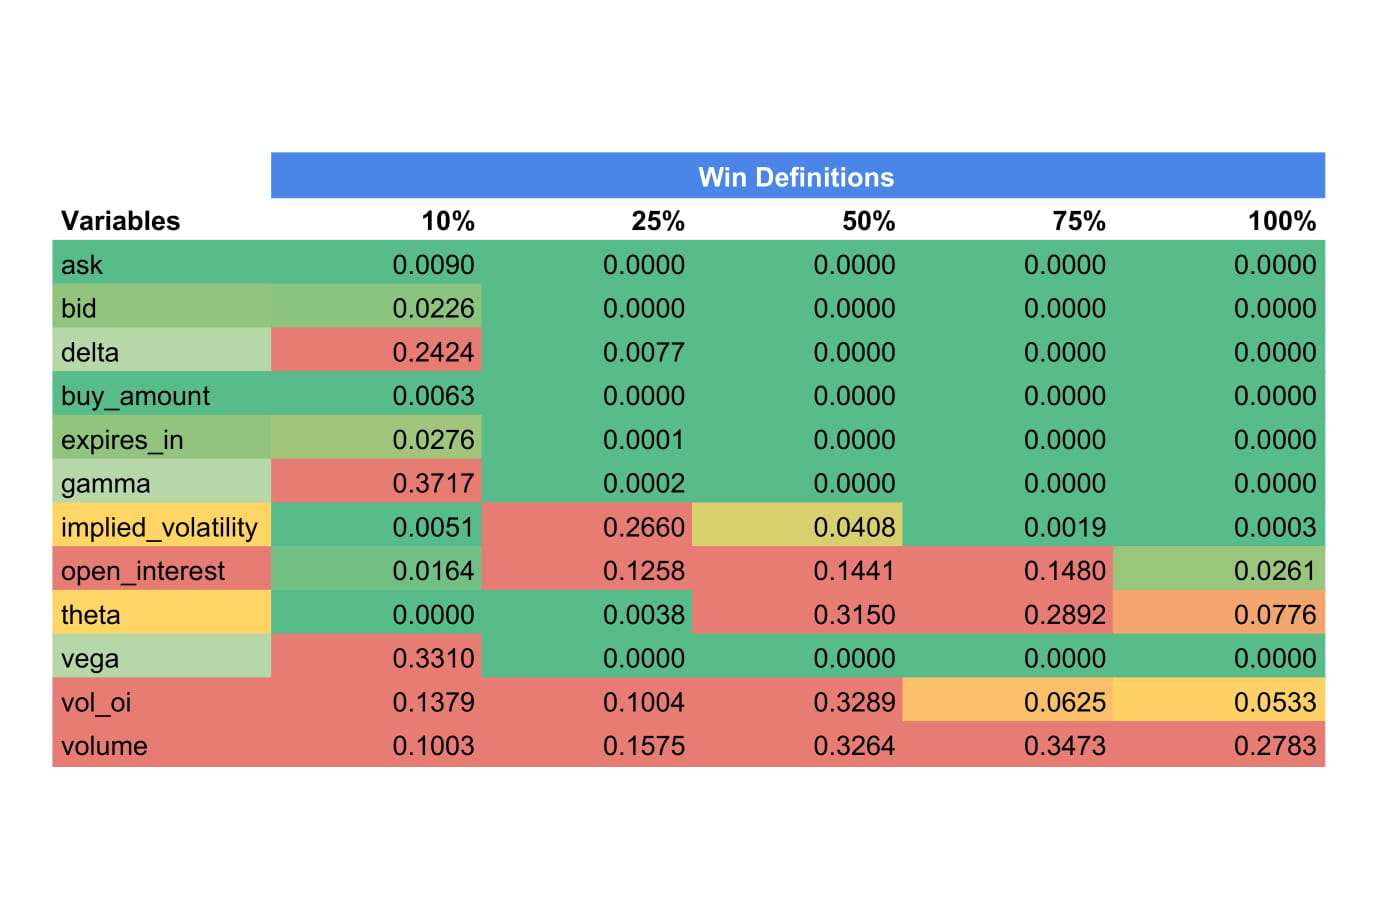 Win Definitions
Variables 10% 25% 50% 75% 100%
ask 0.0090 0.0000 0.0000 0.0000 0.0000
bid 0.0226 0.0000 0.0000 0.0000 0.0000
delta 0.2424 0.0077 0.0000 0.0000 0.0000
buy_amount 0.0063 0.0000 0.0000 0.0000 0.0000
expires_in 0.0276 0.0001 0.0000 0.0000 0.0000
gamma 0.3717 0.0002 0.0000 0.0000 0.0000
implied_volatility 0.0051 0.2660 0.0408 0.0019 0.0003
open_interest 0.0164 0.1258 0.1441 0.1480 0.0261
theta 0.0000 0.0038 0.3150 0.2892 0.0776
vega 0.3310 0.0000 0.0000 0.0000 0.0000
vol_oi 0.1379 0.1004 0.3289 0.0625 0.0533
volume 0.1003 0.1575 0.3264 0.3473 0.2783